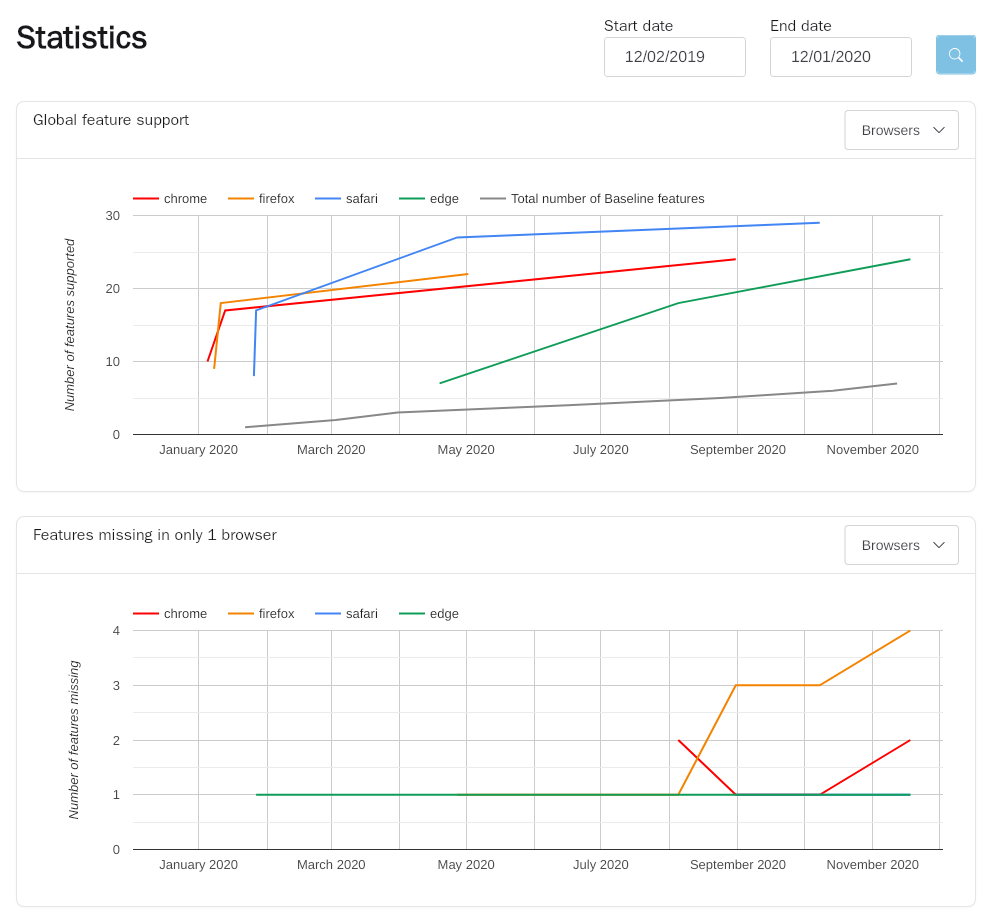 Statistics
Start date
End date
12/02/2019
12/01/2020
Global feature support
Browsers
chrome firefox safari edge Total number of Baseline features
Number of features supported
30
20
10
0
January 2020 March 2020 May 2020 July 2020 September 2020 November 2020
Features missing in only 1 browser
Browsers
chrome firefox safari edge
Number of features missing
4
3
2
1
0
January 2020 March 2020 May 2020 July 2020 September 2020 November 2020